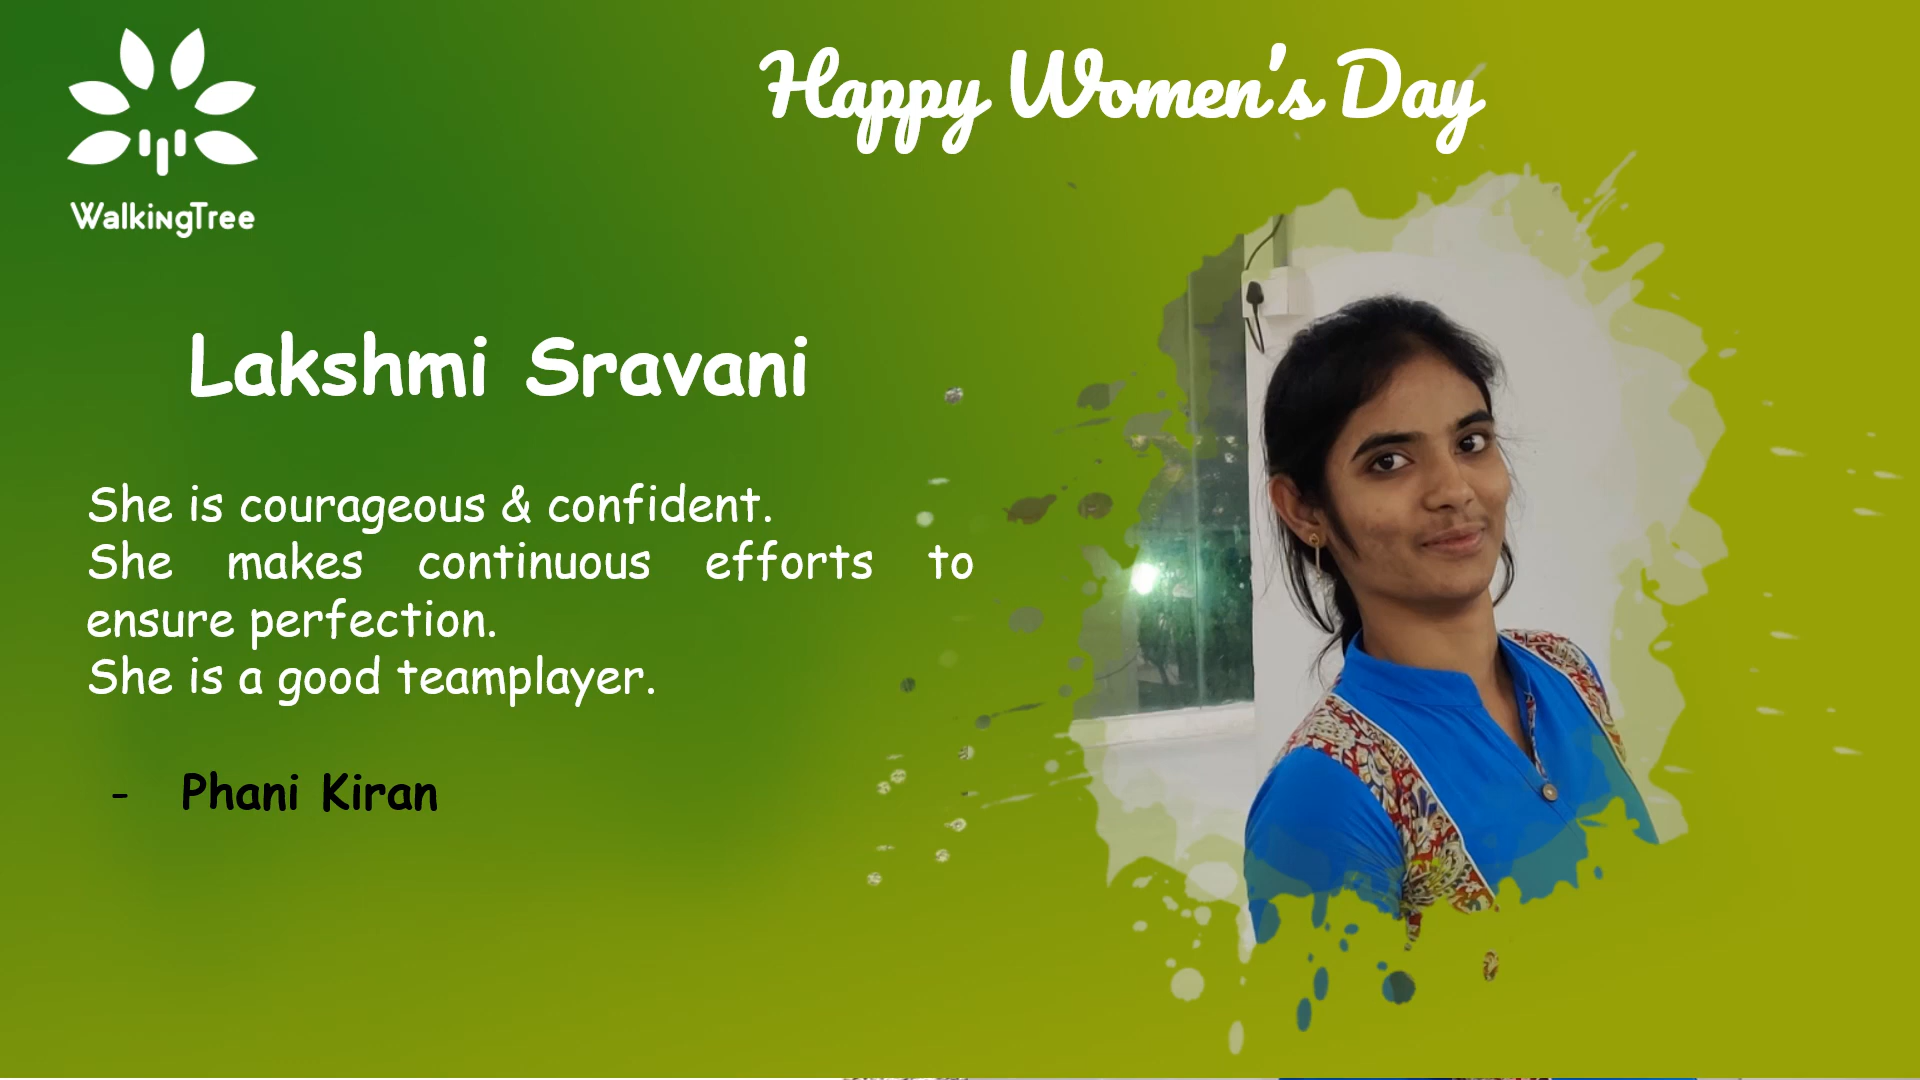 WalkingTree
Happy Women's Day
Lakshmi Sravani
She is courageous & confident.
She makes continuous efforts to
ensure perfection.
She is a good teamplayer.
- Phani Kiran